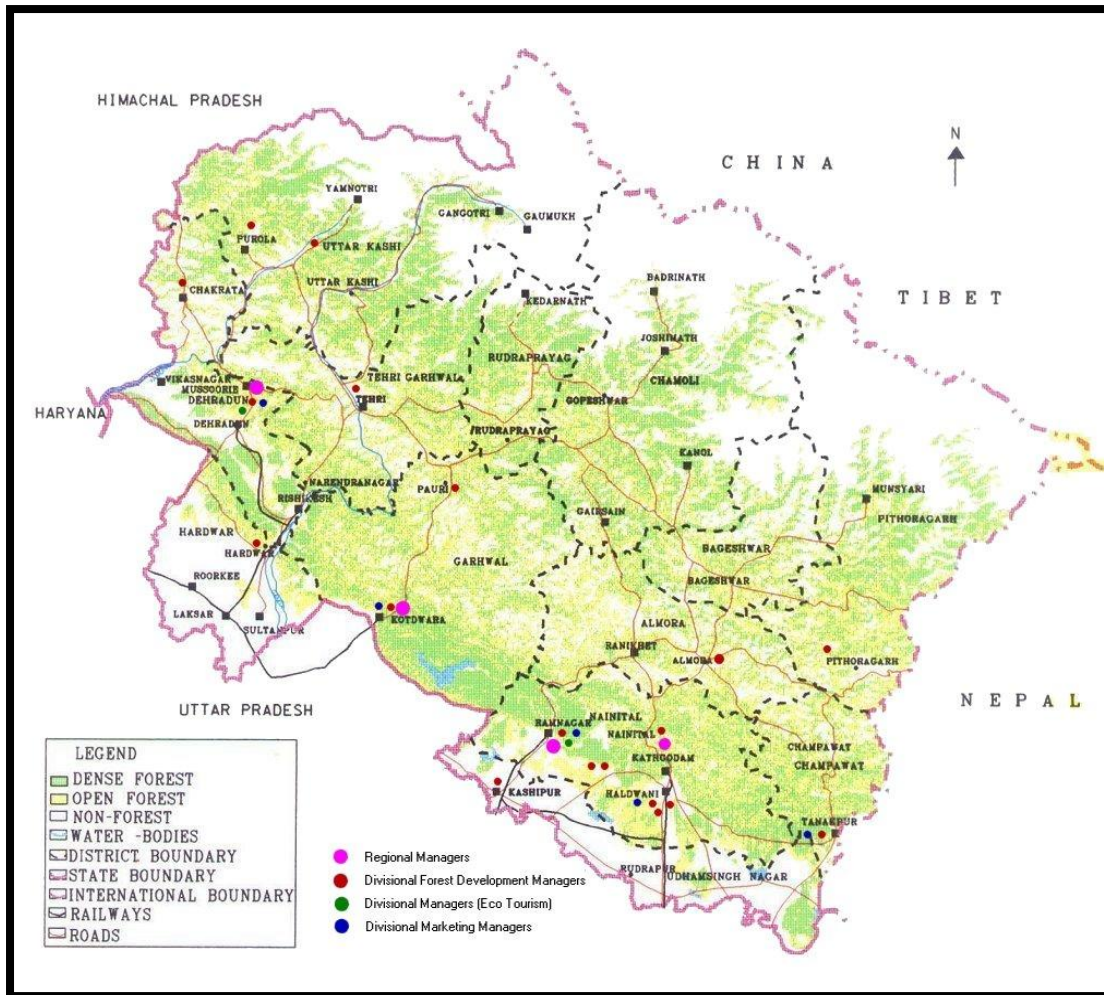 HIMACHAL PRADESH
N
CHINA
YAMNOTRI
GANGOTRI
GAUMUKH
PUROLA
UTTAR KASHI
UTTAR KASHI
BADRINATH
CHAKRATA
KEDARNATH
TIBET
JOSHIMATH
RUDRAPRAYAG
CHAMOLI
VIKASNAGAR
MUSSOORIE
TEHRI GARHWAL
DEHRADUN
TEHRI
GOPESHWAR
HARYANA
DEHRADUN
RUDRAPRAYAG
KANOL
NARENDRANAGAR
PAURI
MUNSYARI
RISHIKESH
GAIRSAIN
PITHORAGARH
HARDWAR
HARDWAR
GARHWAL
BAGESHWAR
ROORKEE
BAGESHWAR
LAKSAR
SULTANPUR
KOTDWARA
ALMORA
RANIKHET
ALMORA
PITHORAGARH
NEPAL
UTTAR PRADESH
RAMNAGAR
NAINITAL
NAINITAL
CHAMPAWAT
KATHGODAM
CHAMPAWAT
KASHIPUR
HALDWANI
TANAKPUR
RUDRAPUR
UDHAMSINGH NAGAR
LEGEND
DENSE FOREST
OPEN FOREST
NON-FOREST
WATER -BODIES
DISTRICT BOUNDARY
STATE BOUNDARY
INTERNATIONAL BOUNDARY
RAILWAYS
ROADS
Regional Managers
Divisional Forest Development Managers
Divisional Managers (Eco Tourism)
Divisional Marketing Managers